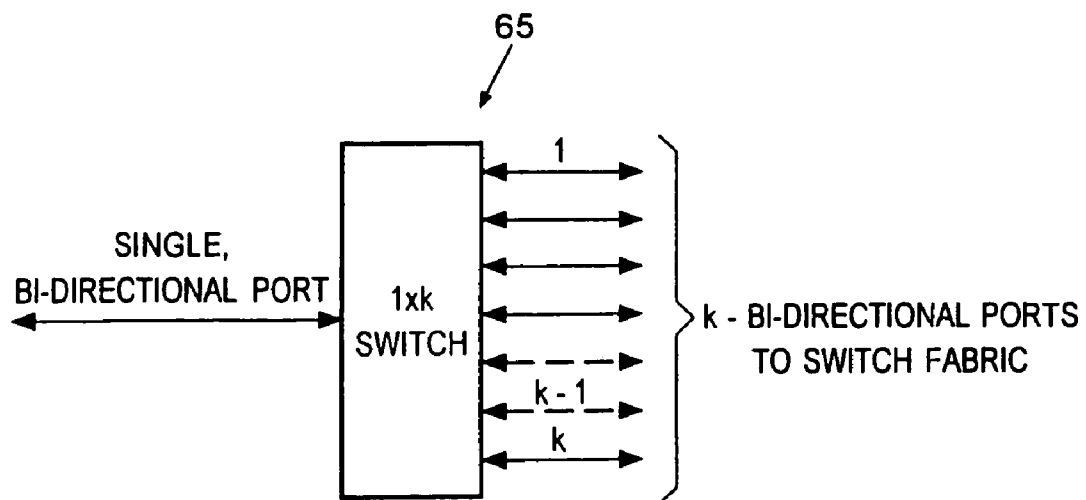 65
1
SINGLE,
BI-DIRECTIONAL PORT
1xk
SWITCH
k - BI-DIRECTIONAL PORTS
TO SWITCH FABRIC
k - 1
k